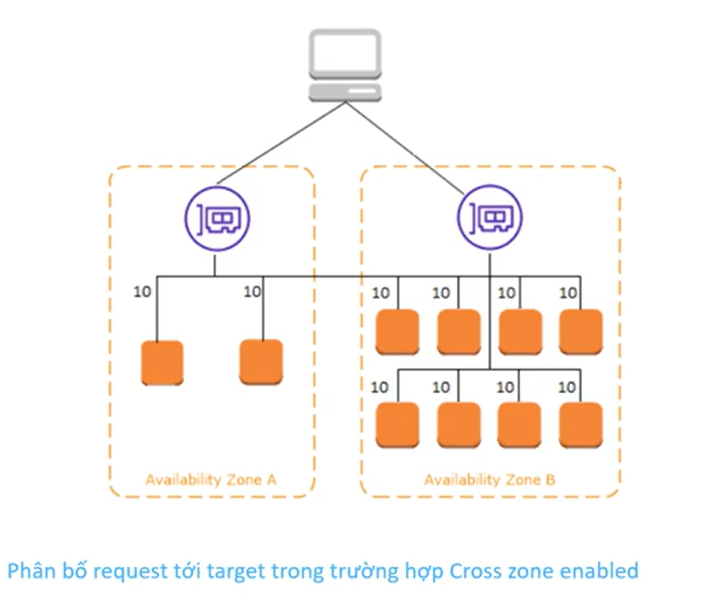 10 10 10 10 10 10
10 10 10 10
Availability Zone A Availability Zone B
Phân bố request tới target trong trường hợp Cross zone enabled